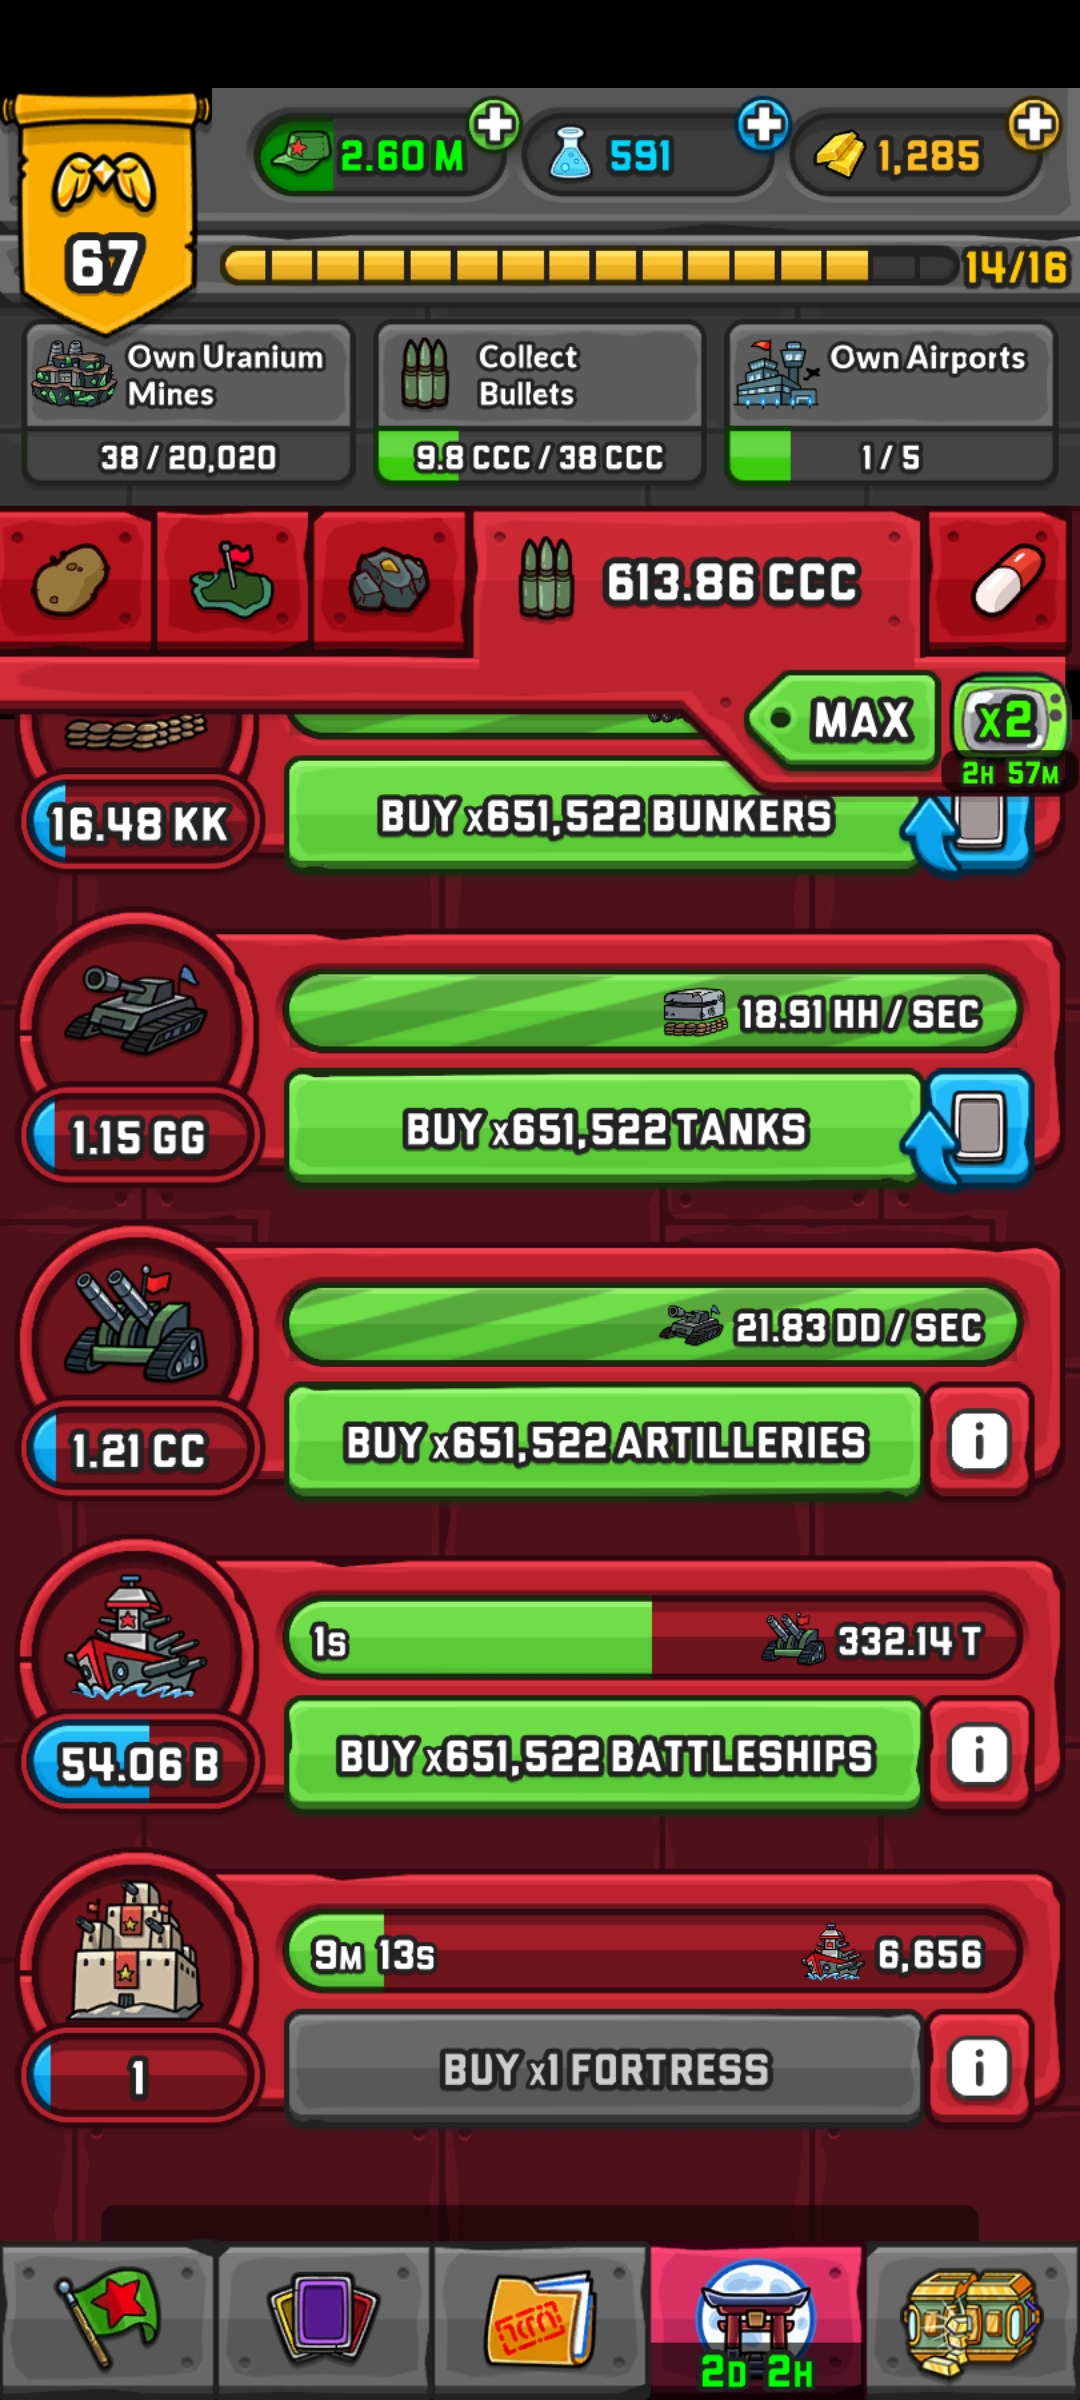 67
2.60 M
591
1,285
14/16
Own Uranium
Mines
38 / 20,020
Collect
Bullets
9.8 CCC / 38 CCC
Own Airports
1 / 5
613.86 CCC
MAX
x2
2H 57M
16.48 KK
BUY x651,522 BUNKERS
18.91 HH / SEC
1.15 GG
BUY x651,522 TANKS
21.83 DD / SEC
1.21 CC
BUY x651,522 ARTILLERIES
i
1s
332.14 T
54.06 B
BUY x651,522 BATTLESHIPS
i
9M 13s
6,656
1
BUY x1 FORTRESS
i
2D 2H